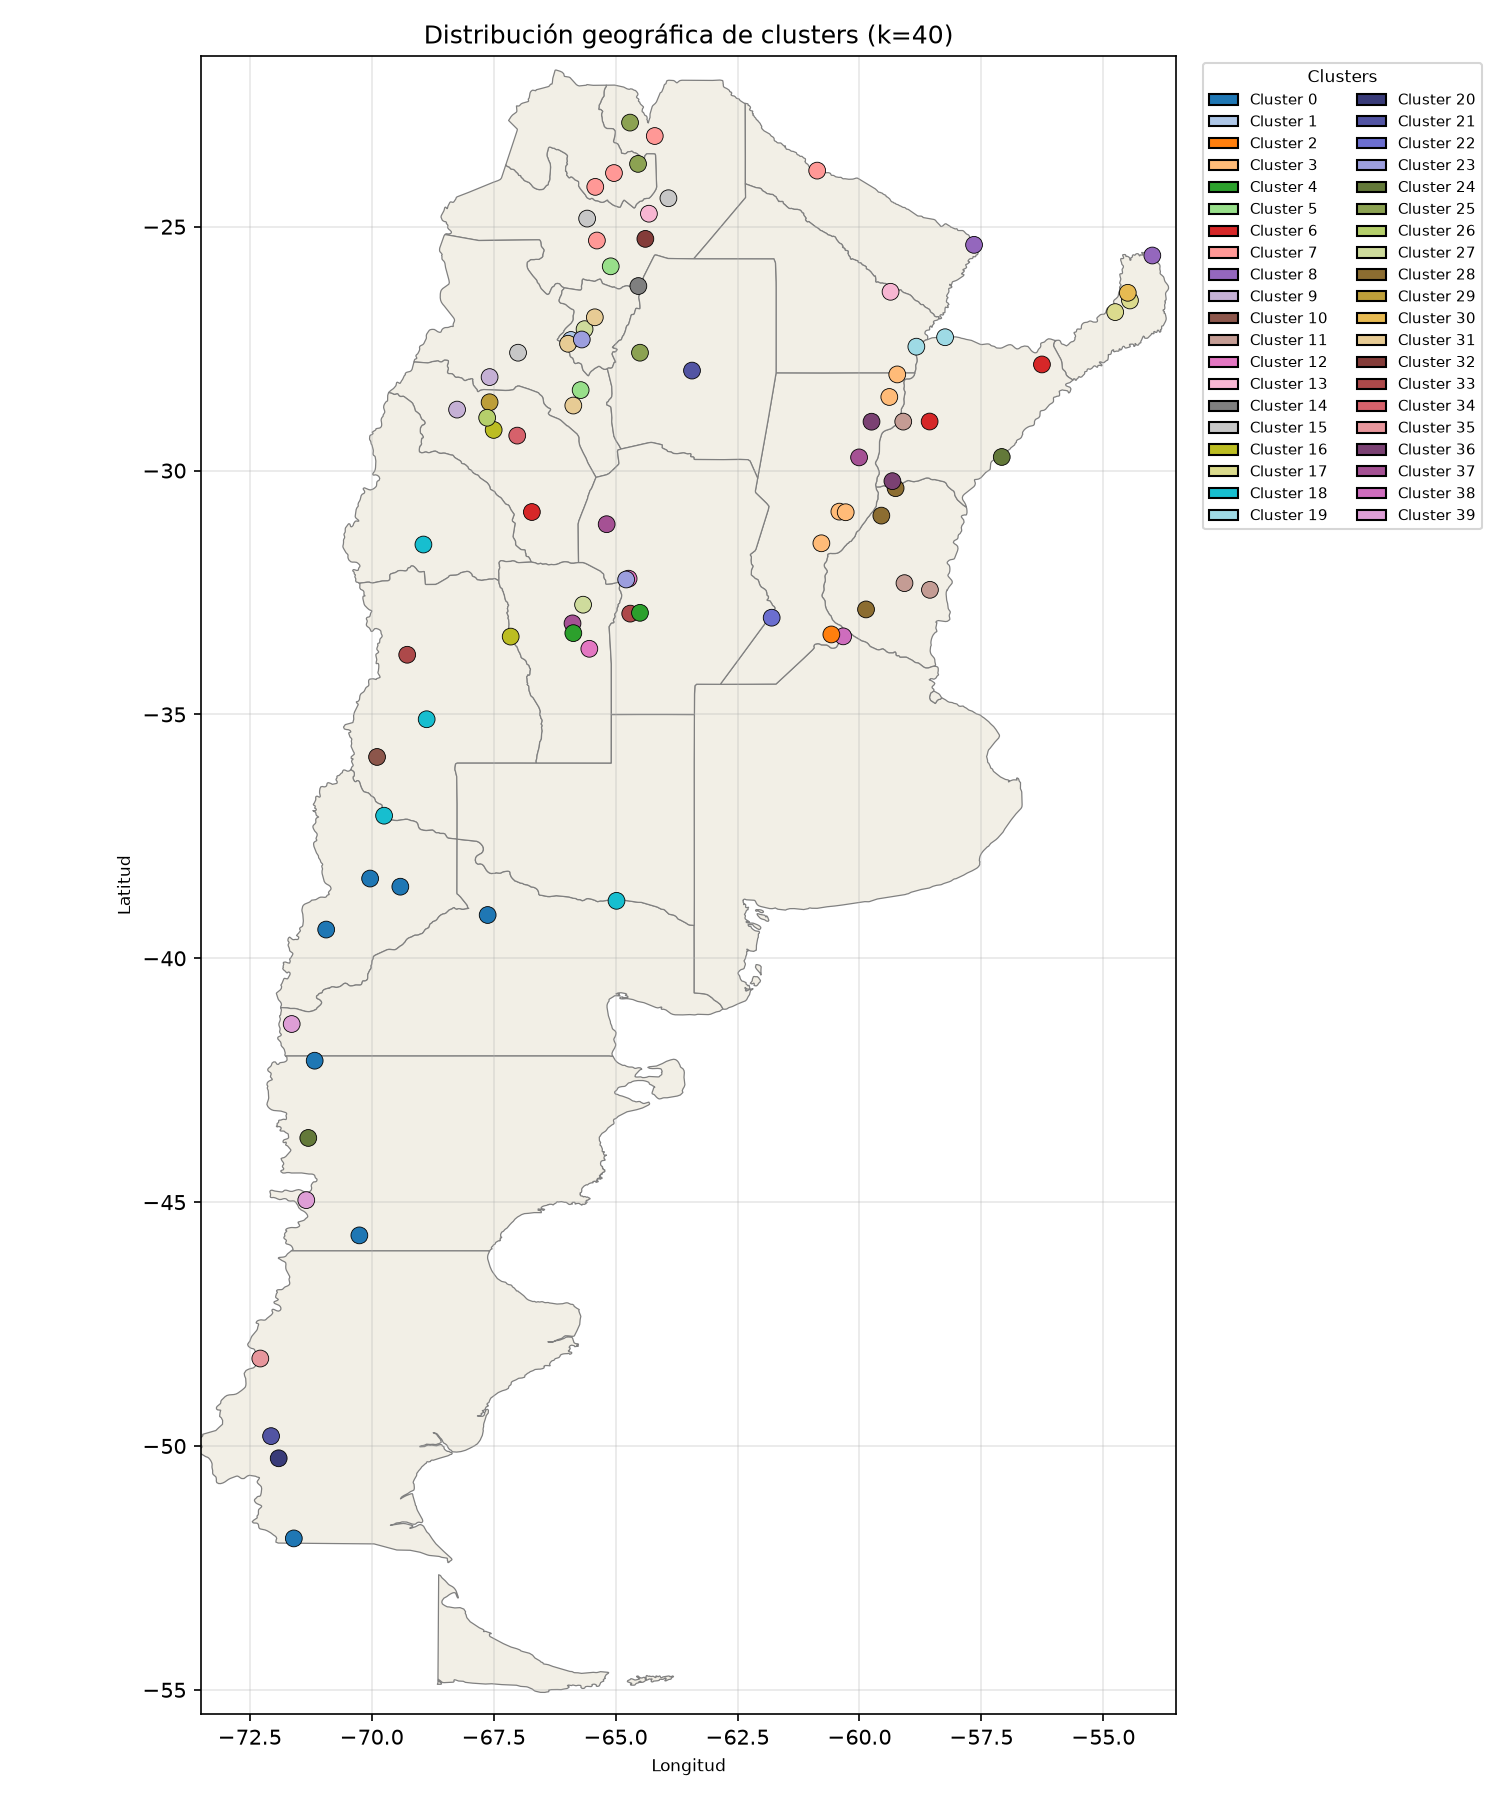 Distribución geográfica de clusters (k=40)
Clusters
Cluster 0
Cluster 1
Cluster 2
Cluster 3
Cluster 4
Cluster 5
Cluster 6
Cluster 7
Cluster 8
Cluster 9
Cluster 10
Cluster 11
Cluster 12
Cluster 13
Cluster 14
Cluster 15
Cluster 16
Cluster 17
Cluster 18
Cluster 19
Cluster 20
Cluster 21
Cluster 22
Cluster 23
Cluster 24
Cluster 25
Cluster 26
Cluster 27
Cluster 28
Cluster 29
Cluster 30
Cluster 31
Cluster 32
Cluster 33
Cluster 34
Cluster 35
Cluster 36
Cluster 37
Cluster 38
Cluster 39
Latitud
−25
−30
−35
−40
−45
−50
−55
−72.5
−70.0
−67.5
−65.0
−62.5
−60.0
−57.5
−55.0
Longitud